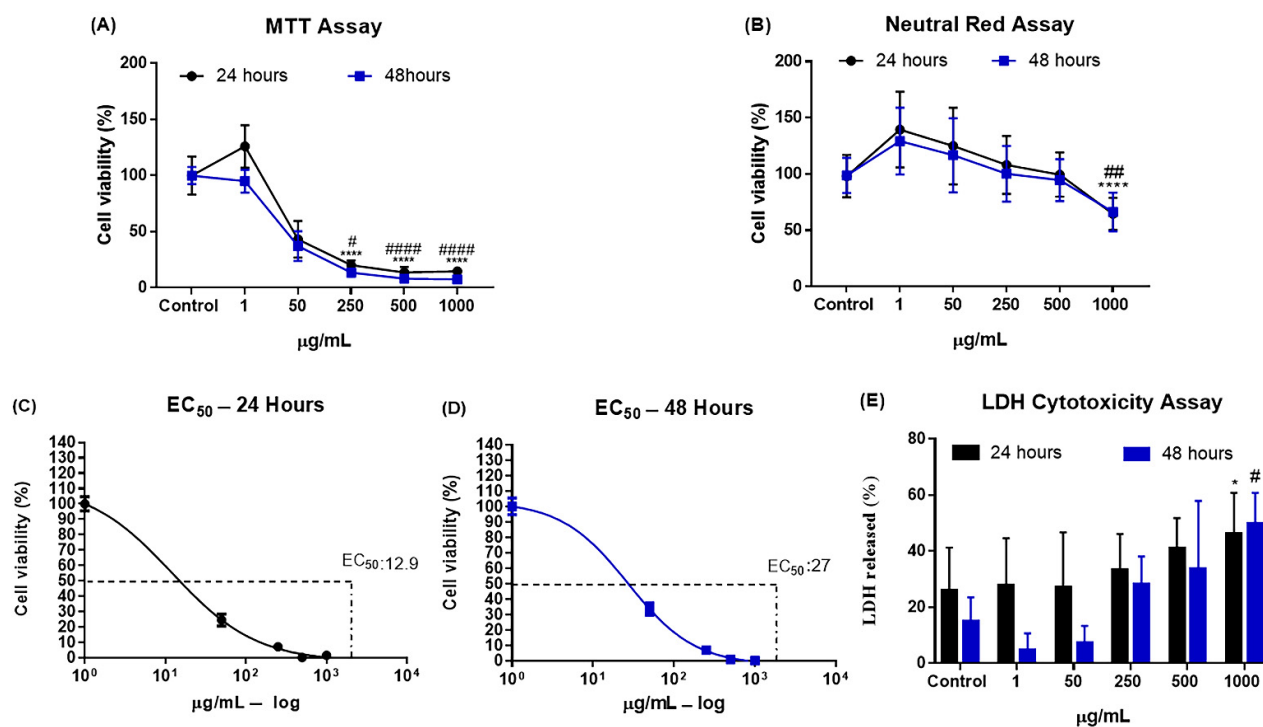 (A) MTT Assay
24 hours 48hours
Cell viability (%)
200
150
100
50
0
#
****
####
****
####
****
Control 1 50 250 500 1000
µg/mL
(B) Neutral Red Assay
24 hours 48 hours
Cell viability (%)
200
150
100
50
0
##
****
Control 1 50 250 500 1000
µg/mL
(C) EC50 – 24 Hours
Cell viability (%)
140
130
120
110
100
90
80
70
60
50
40
30
20
10
0
EC50:12.9
10^0 10^1 10^2 10^3 10^4
µg/mL – log
(D) EC50 – 48 Hours
Cell viability (%)
140
130
120
110
100
90
80
70
60
50
40
30
20
10
0
EC50:27
10^0 10^1 10^2 10^3 10^4
µg/mL – log
(E) LDH Cytotoxicity Assay
24 hours 48 hours
LDH released (%)
80
60
40
20
0
* #
Control 1 50 250 500 1000
µg/mL